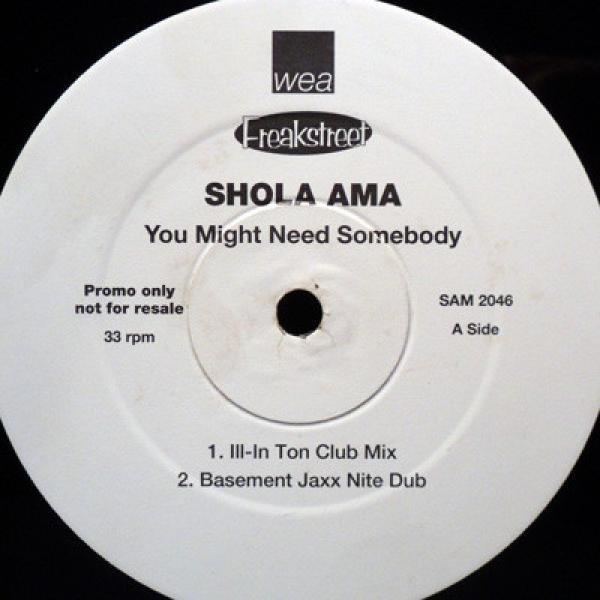 wea
Freakstreet
SHOLA AMA
You Might Need Somebody
Promo only
not for resale
33 rpm
SAM 2046
A Side
1. Ill-In Ton Club Mix
2. Basement Jaxx Nite Dub